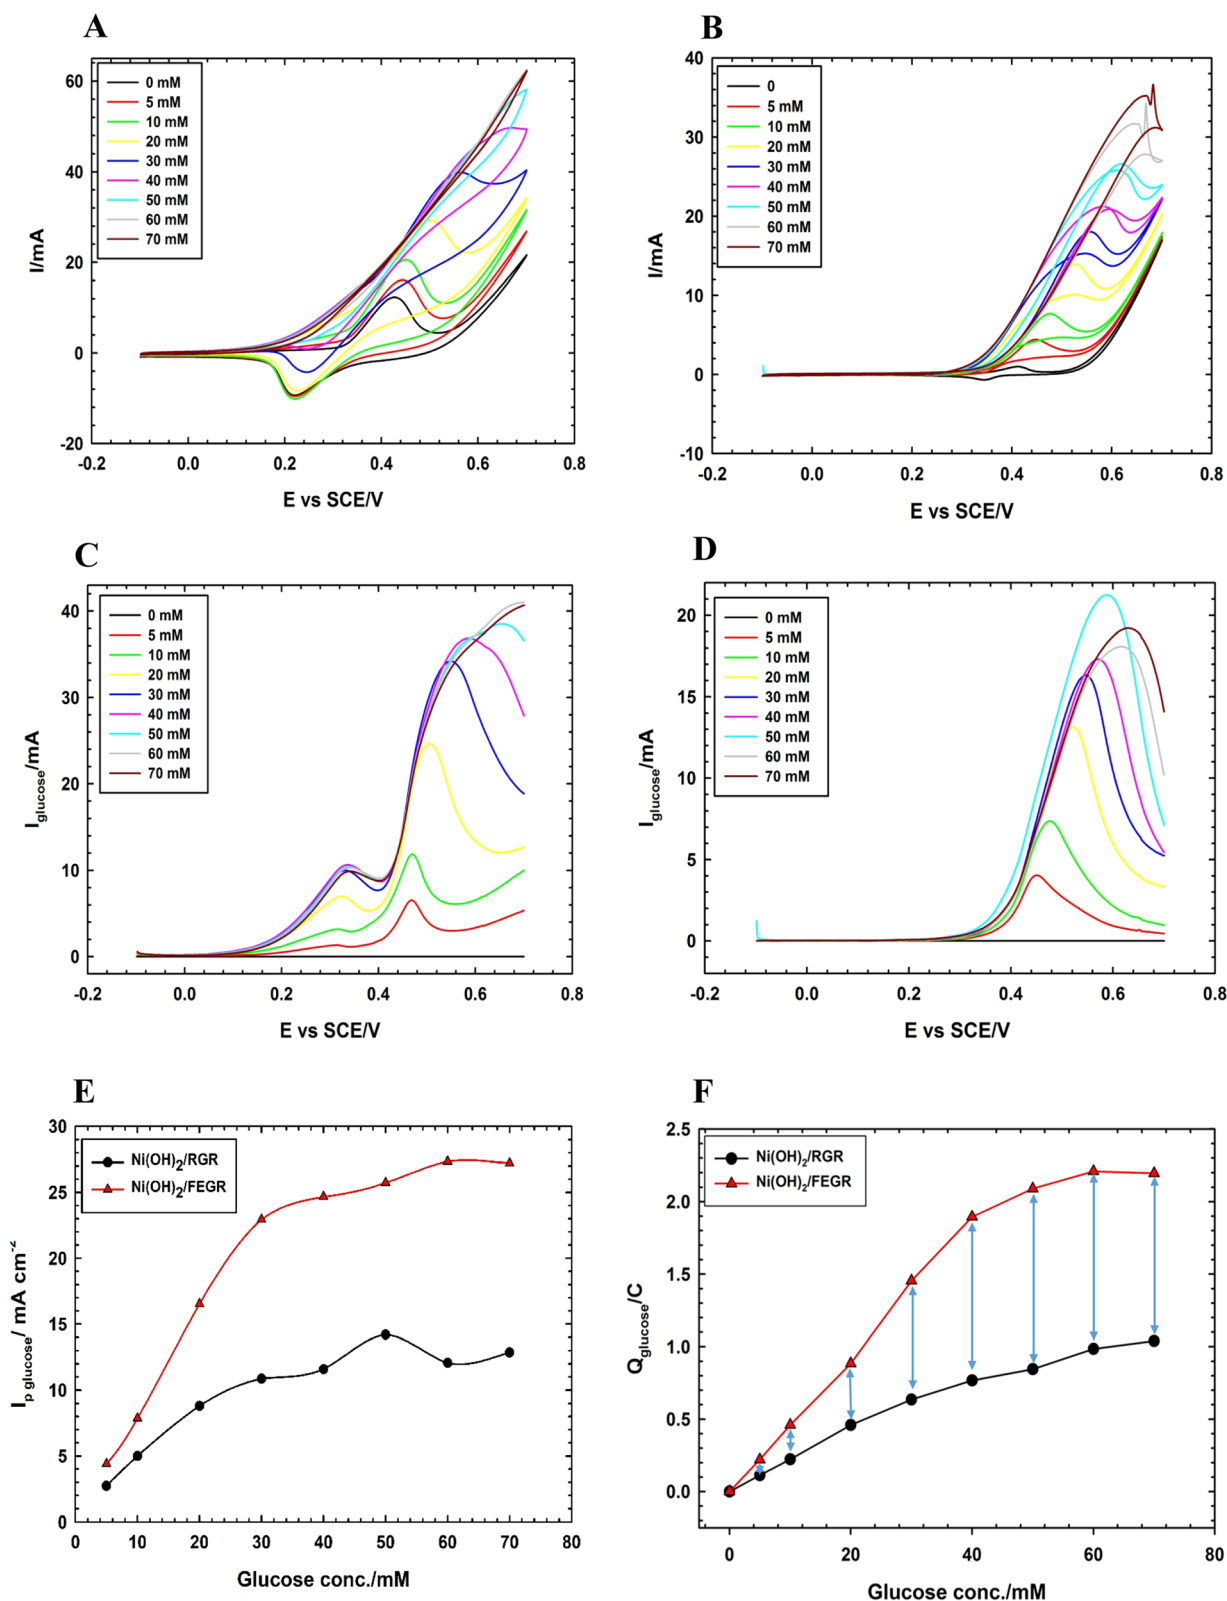 A
60
40
20
0
-20
I/mA
0 mM
5 mM
10 mM
20 mM
30 mM
40 mM
50 mM
60 mM
70 mM
-0.2 0.0 0.2 0.4 0.6 0.8
E vs SCE/V
B
40
30
20
10
0
-10
I/mA
0
5 mM
10 mM
20 mM
30 mM
40 mM
50 mM
60 mM
70 mM
-0.2 0.0 0.2 0.4 0.6 0.8
E vs SCE/V
C
40
30
20
10
0
Iglucose/mA
0 mM
5 mM
10 mM
20 mM
30 mM
40 mM
50 mM
60 mM
70 mM
-0.2 0.0 0.2 0.4 0.6 0.8
E vs SCE/V
D
20
15
10
5
0
Iglucose/mA
0 mM
5 mM
10 mM
20 mM
30 mM
40 mM
50 mM
60 mM
70 mM
-0.2 0.0 0.2 0.4 0.6 0.8
E vs SCE/V
E
30
25
20
15
10
5
0
Ip glucose/ mA cm⁻²
Ni(OH)₂/RGR
Ni(OH)₂/FEGR
0 10 20 30 40 50 60 70 80
Glucose conc./mM
F
2.5
2.0
1.5
1.0
0.5
0.0
Qglucose/C
Ni(OH)₂/RGR
Ni(OH)₂/FEGR
0 20 40 60 80
Glucose conc./mM